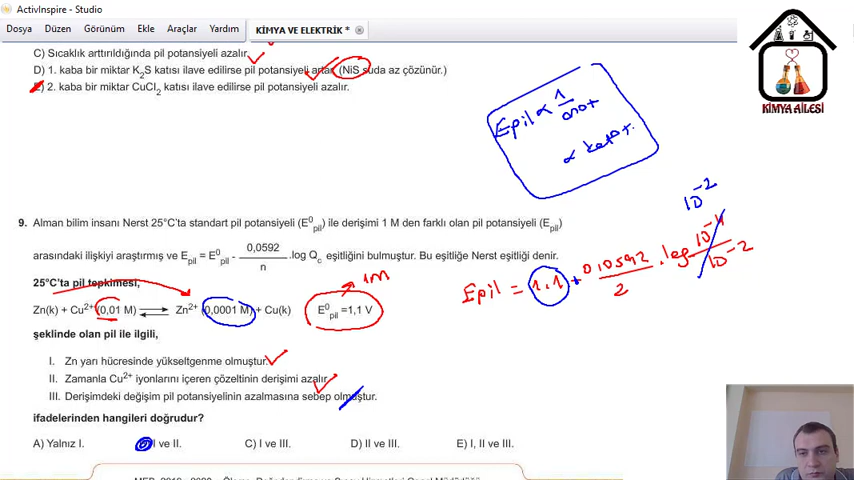 ActivInspire - Studio
Dosya Düzen Görünüm Ekle Araçlar Yardım KİMYA VE ELEKTRİK *
C) Sıcaklık arttırıldığında pil potansiyeli azalır.
D) 1. kaba bir miktar K2S katısı ilave edilirse pil potansiyeli artar. (NiS suda az çözünür.)
E) 2. kaba bir miktar CuCl2 katısı ilave edilirse pil potansiyeli azalır.
KİMYA AİLESİ
Epil ∝ 1/anot
∝ katot
9. Alman bilim insanı Nernst 25°C'ta standart pil potansiyeli (E0pil) ile derişimi 1 M den farklı olan pil potansiyeli (Epil)
arasındaki ilişkiyi araştırmış ve Epil = E0pil - 0,0592/n .log Qc eşitliğini bulmuştur. Bu eşitliğe Nerst eşitliği denir.
25°C'ta pil tepkimesi,
1M
Zn(k) + Cu2+ (0,01 M) ⇌ Zn2+ (0,0001 M) + Cu(k) E0pil =1,1 V
10-2
Epil = 1,1 + 0,0592/2 . log 10-4/10-2
şeklinde olan pil ile ilgili,
I. Zn yarı hücresinde yükseltgenme olmuştur.
II. Zamanla Cu2+ iyonlarını içeren çözeltinin derişimi azalır.
III. Derişimdeki değişim pil potansiyelinin azalmasına sebep olmuştur.
ifadelerinden hangileri doğrudur?
A) Yalnız I. I ve II. C) I ve III. D) II ve III. E) I, II ve III.